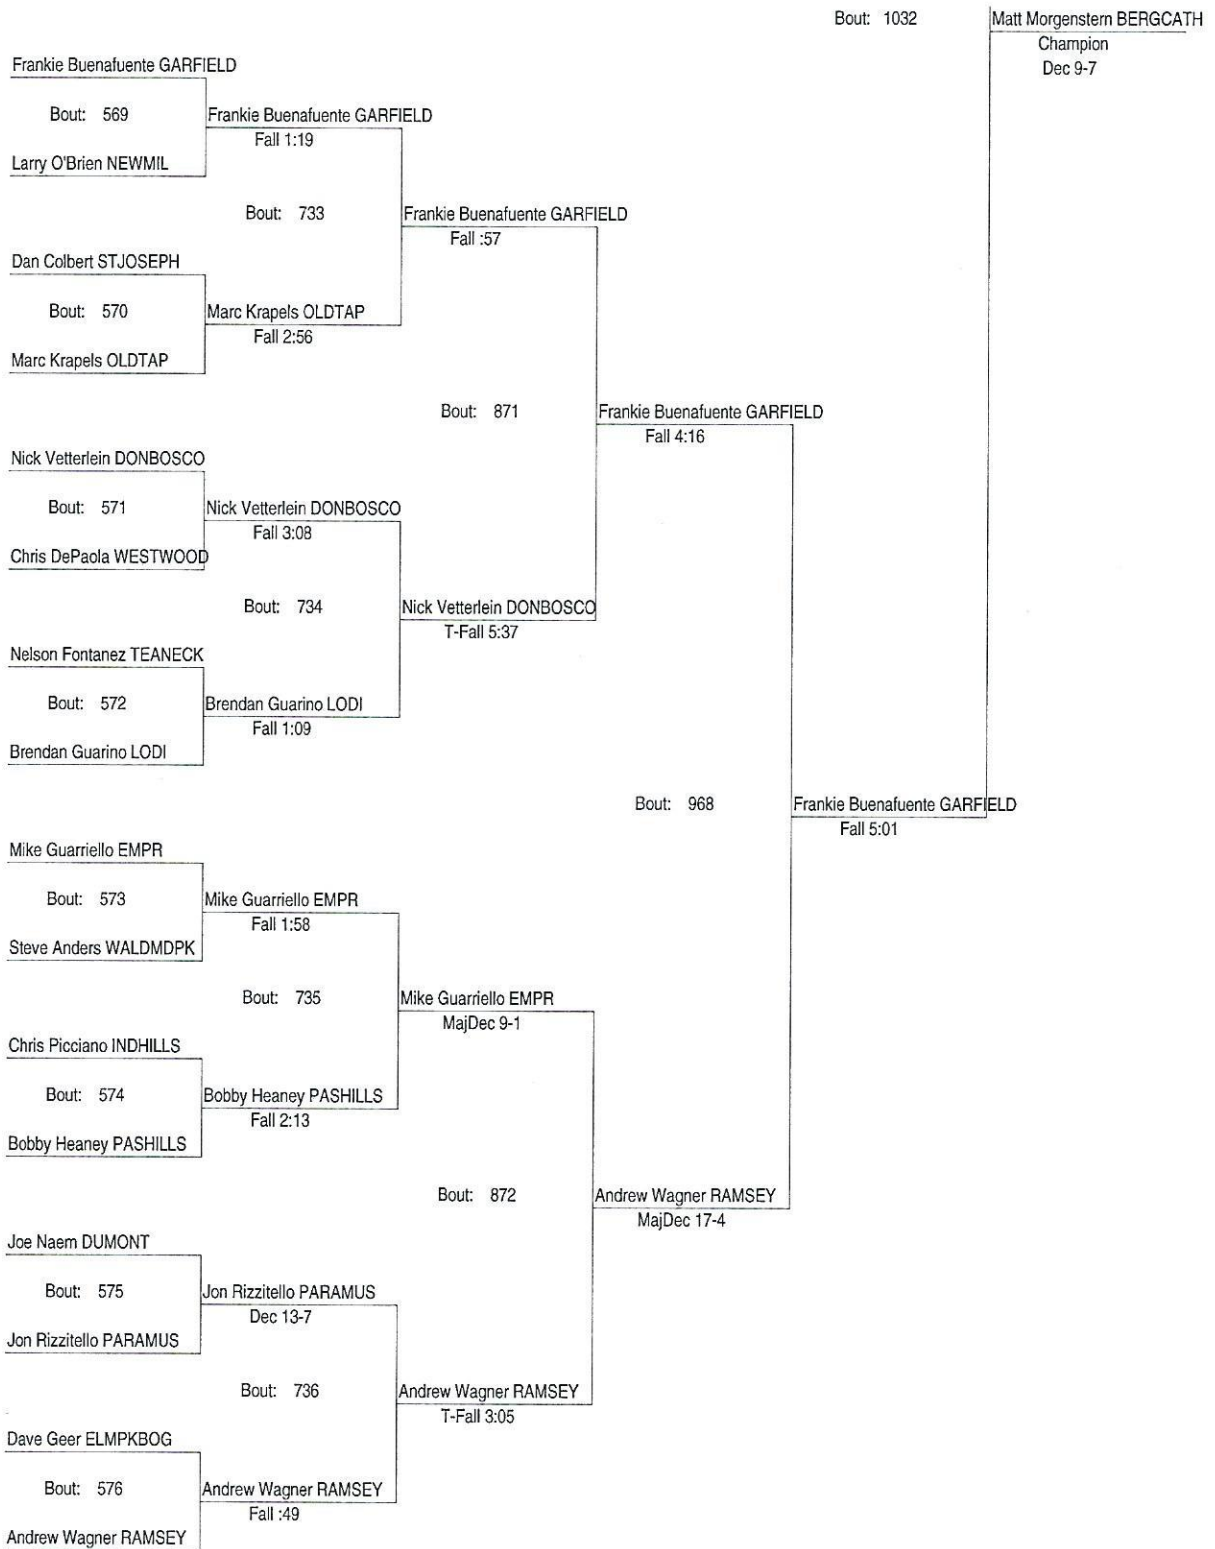 Bout: 1032
Matt Morgenstern BERGCATH
Champion
Dec 9-7
Frankie Buenafuente GARFIELD
Bout: 569
Frankie Buenafuente GARFIELD
Fall 1:19
Larry O'Brien NEWMIL
Bout: 733
Frankie Buenafuente GARFIELD
Fall :57
Dan Colbert STJOSEPH
Bout: 570
Marc Krapels OLDTAP
Fall 2:56
Marc Krapels OLDTAP
Bout: 871
Frankie Buenafuente GARFIELD
Fall 4:16
Nick Vetterlein DONBOSCO
Bout: 571
Nick Vetterlein DONBOSCO
Fall 3:08
Chris DePaola WESTWOOD
Bout: 734
Nick Vetterlein DONBOSCO
T-Fall 5:37
Nelson Fontanez TEANECK
Bout: 572
Brendan Guarino LODI
Fall 1:09
Brendan Guarino LODI
Bout: 968
Frankie Buenafuente GARFIELD
Fall 5:01
Mike Guarriello EMPR
Bout: 573
Mike Guarriello EMPR
Fall 1:58
Steve Anders WALDMDPK
Bout: 735
Mike Guarriello EMPR
MajDec 9-1
Chris Picciano INDHILLS
Bout: 574
Bobby Heaney PASHILLS
Fall 2:13
Bobby Heaney PASHILLS
Bout: 872
Andrew Wagner RAMSEY
MajDec 17-4
Joe Naem DUMONT
Bout: 575
Jon Rizzitello PARAMUS
Dec 13-7
Jon Rizzitello PARAMUS
Bout: 736
Andrew Wagner RAMSEY
T-Fall 3:05
Dave Geer ELMPKBOG
Bout: 576
Andrew Wagner RAMSEY
Fall :49
Andrew Wagner RAMSEY